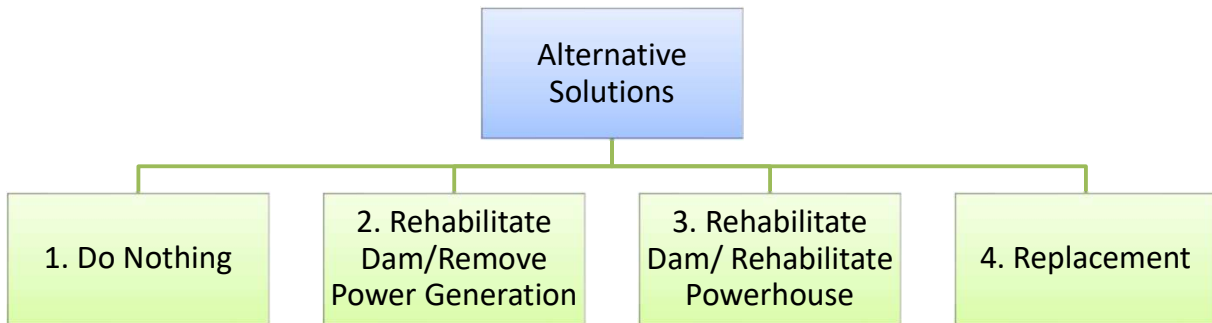 Alternative
Solutions
1. Do Nothing
2. Rehabilitate
Dam/Remove
Power Generation
3. Rehabilitate
Dam/ Rehabilitate
Powerhouse
4. Replacement